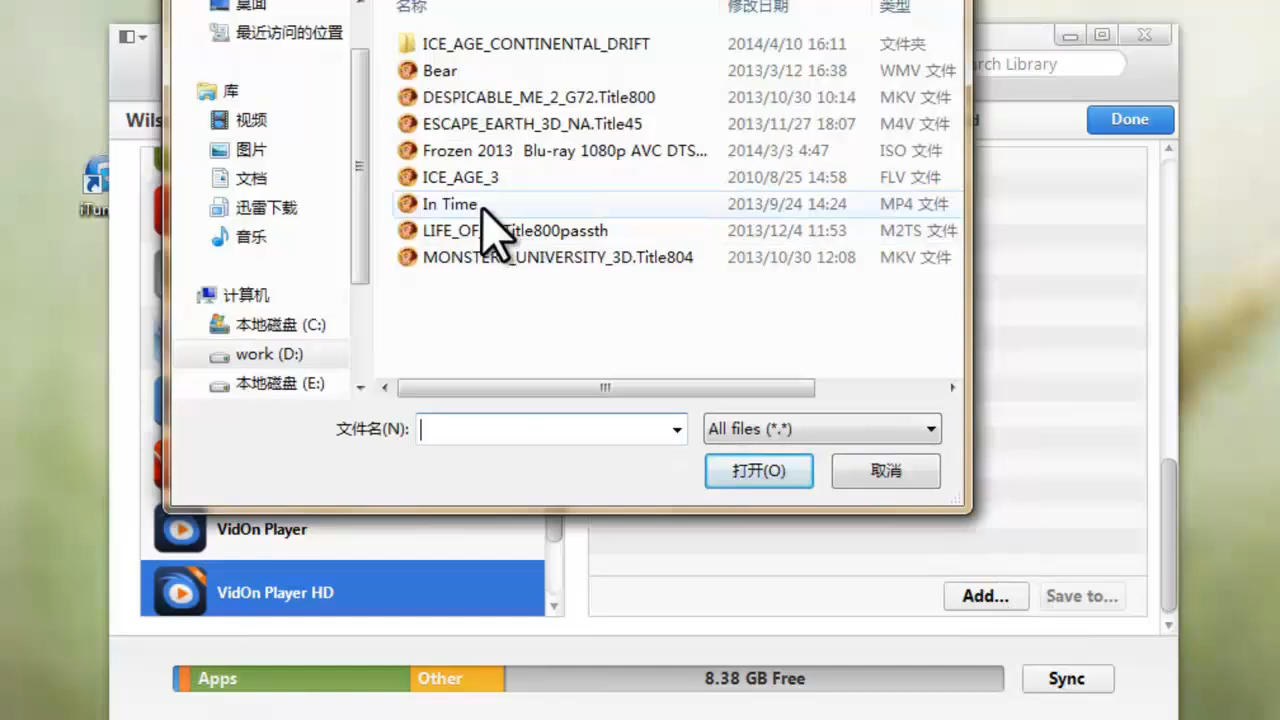 桌面
名称 修改日期 类型
最近访问的位置
ICE_AGE_CONTINENTAL_DRIFT 2014/4/10 16:11 文件夹
Library
Bear 2013/3/12 16:38 WMV 文件
库
DESPICABLE_ME_2_G72.Title800 2013/10/30 10:14 MKV 文件
Wils
视频
ESCAPE_EARTH_3D_NA.Title45 2013/11/27 18:07 M4V 文件
Done
图片
Frozen 2013 Blu-ray 1080p AVC DTS... 2014/3/3 4:47 ISO 文件
文档
ICE_AGE_3 2010/8/25 14:58 FLV 文件
迅雷下载
In Time 2013/9/24 14:24 MP4 文件
iTun
音乐
LIFE_OF_ Title800passth 2013/12/4 11:53 M2TS 文件
MONSTER _UNIVERSITY_3D.Title804 2013/10/30 12:08 MKV 文件
计算机
本地磁盘 (C:)
work (D:)
本地磁盘 (E:)
文件名(N):
All files (*.*)
打开(O) 取消
VidOn Player
VidOn Player HD
Add... Save to...
Apps Other 8.38 GB Free Sync